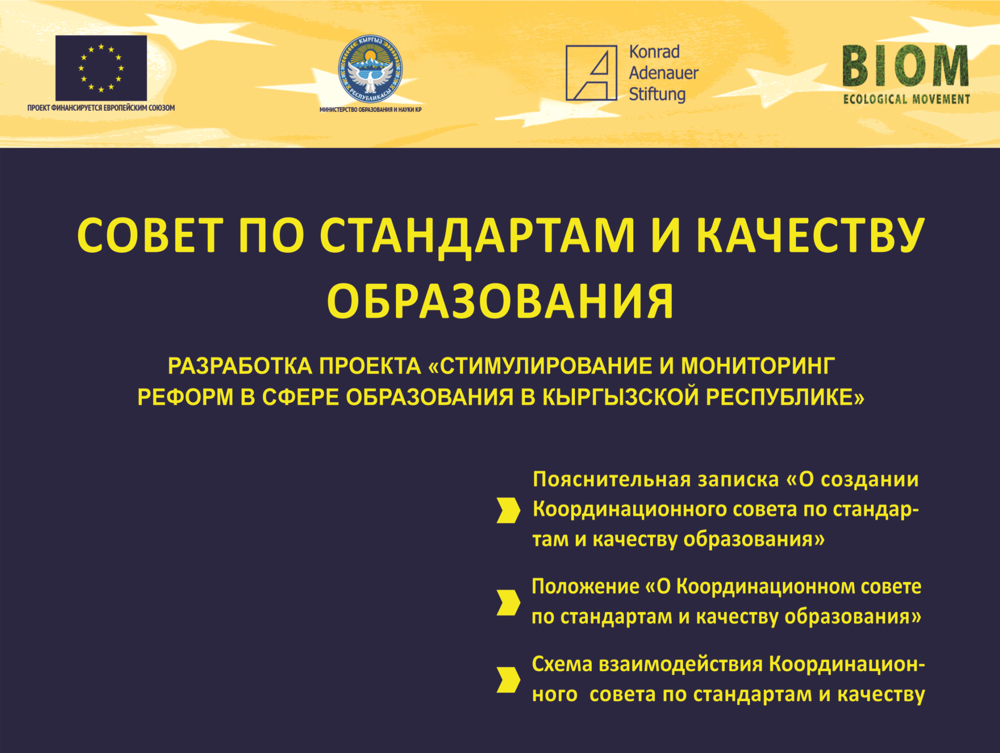 ПРОЕКТ ФИНАНСИРУЕТСЯ ЕВРОПЕЙСКИМ СОЮЗОМ
КЫРГЫЗ
РЕСПУБЛИКАСЫ
МИНИСТЕРСТВО ОБРАЗОВАНИЯ И НАУКИ КР
Konrad
Adenauer
Stiftung
BIOM
ECOLOGICAL MOVEMENT
СОВЕТ ПО СТАНДАРТАМ И КАЧЕСТВУ
ОБРАЗОВАНИЯ
РАЗРАБОТКА ПРОЕКТА «СТИМУЛИРОВАНИЕ И МОНИТОРИНГ
РЕФОРМ В СФЕРЕ ОБРАЗОВАНИЯ В КЫРГЫЗСКОЙ РЕСПУБЛИКЕ»
Пояснительная записка «О создании
Координационного совета по стандар-
там и качеству образования»
Положение «О Координационном совете
по стандартам и качеству образования»
Схема взаимодействия Координацион-
ного совета по стандартам и качеству